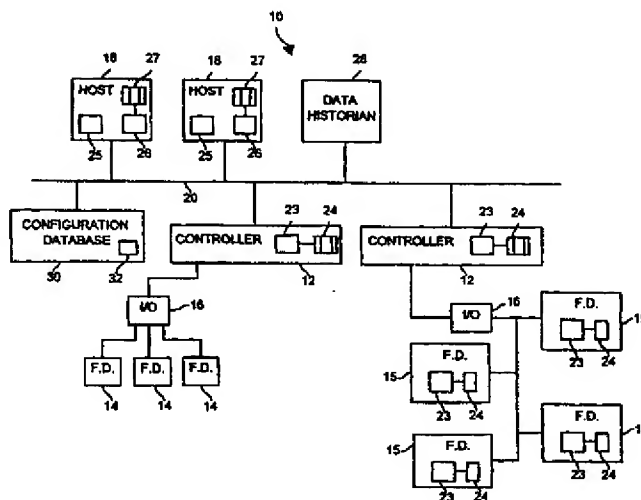 10
18
27
18
27
28
HOST
HOST
DATA
HISTORIAN
25
26
25
26
20
CONFIGURATION
DATABASE
32
30
CONTROLLER
23
24
12
CONTROLLER
23
24
12
I/O
16
F.D.
F.D.
F.D.
14
14
14
I/O
16
F.D.
23
24
15
F.D.
23
24
F.D.
23
24
15
F.D.
23
24